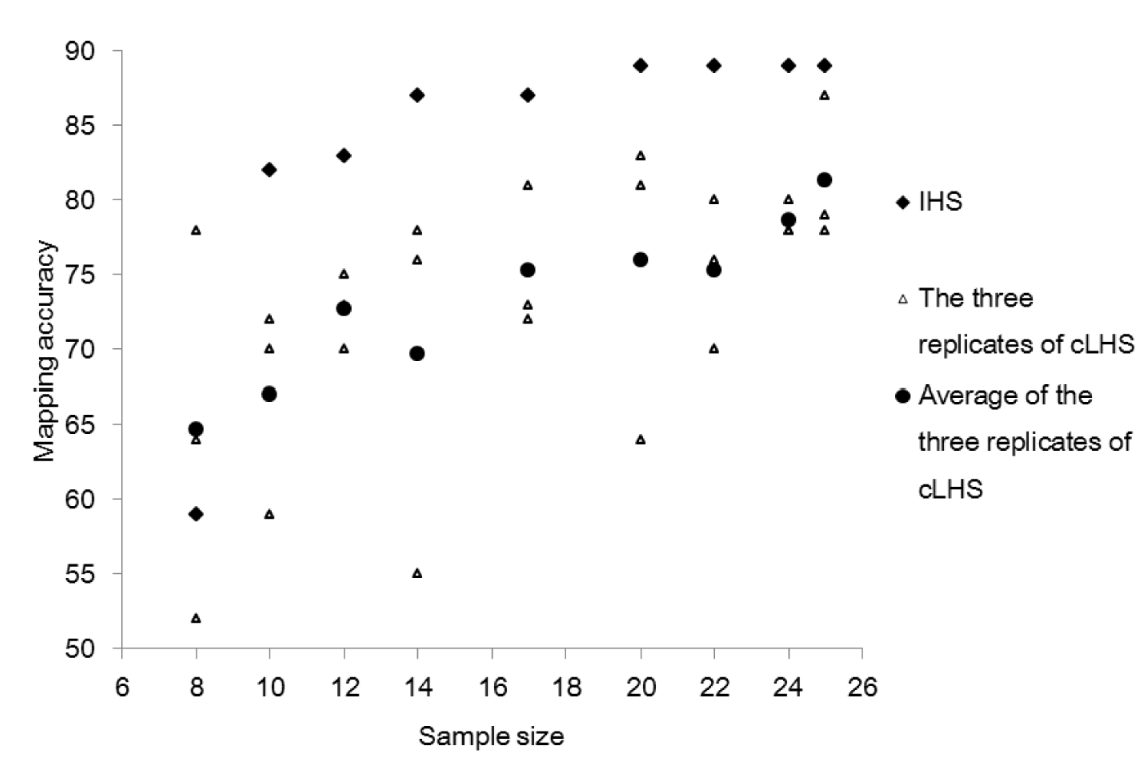 90
85
80
75
70
65
60
55
50
Mapping accuracy
6 8 10 12 14 16 18 20 22 24 26
Sample size
IHS
The three
replicates of cLHS
Average of the
three replicates of
cLHS